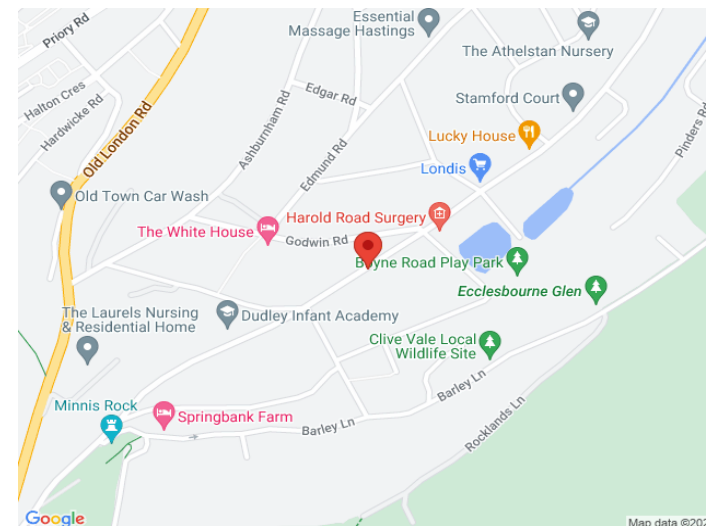 Essential
Massage Hastings
Priory Rd
The Athelstan Nursery
Halton Cres
Edgar Rd
Stamford Court
Hardwicke Rd
Old London Rd
Ashburnham Rd
Edmund Rd
Lucky House
Pinders Rd
Londis
Old Town Car Wash
Harold Road Surgery
The White House
Godwin Rd
Boyne Road Play Park
Ecclesbourne Glen
The Laurels Nursing
& Residential Home
Dudley Infant Academy
Clive Vale Local
Wildlife Site
Barley Ln
Minnis Rock
Springbank Farm
Barley Ln
Rocklands Ln
Google
Map data ©202